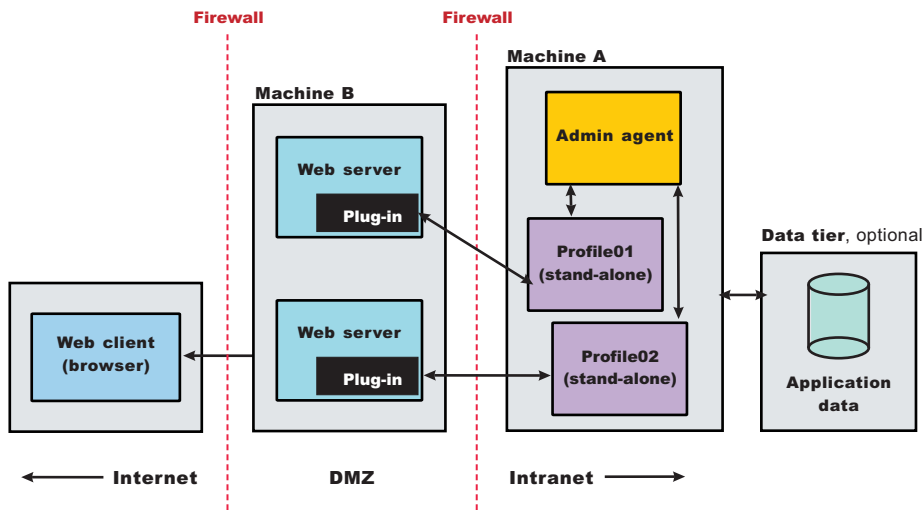 Firewall
Firewall
Machine A
Machine B
Admin agent
Web server
Plug-in
Profile01
(stand-alone)
Data tier, optional
Web client
(browser)
Web server
Plug-in
Profile02
(stand-alone)
Application
data
Internet
DMZ
Intranet